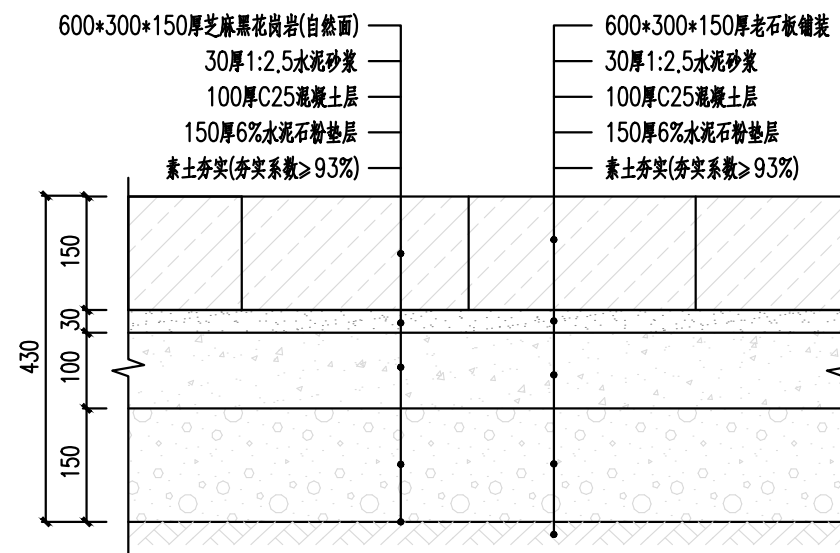 600*300*150厚芝麻黑花岗岩(自然面)
30厚1:2.5水泥砂浆
100厚C25混凝土层
150厚6%水泥石粉垫层
素土夯实(夯实系数≥93%)
600*300*150厚老石板铺装
30厚1:2.5水泥砂浆
100厚C25混凝土层
150厚6%水泥石粉垫层
素土夯实(夯实系数≥93%)
150
30
100
150
430